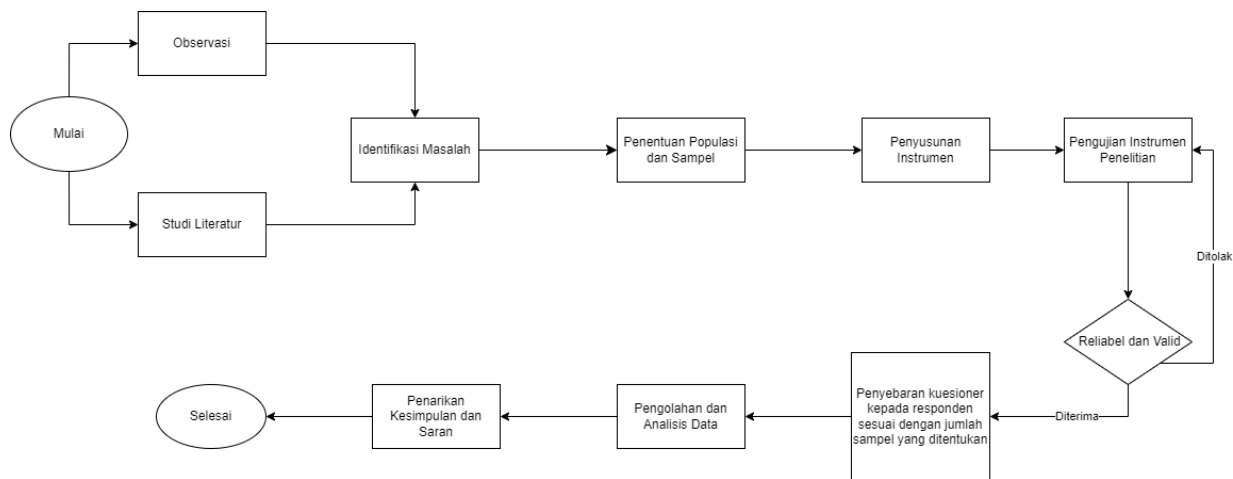 Observasi
Mulai
Studi Literatur
Identifikasi Masalah
Penentuan Populasi
dan Sampel
Penyusunan
Instrumen
Pengujian Instrumen
Penelitian
Ditolak
Reliabel dan Valid
Diterima
Penyebaran kuesioner
kepada responden
sesuai dengan jumlah
sampel yang ditentukan
Pengolahan dan
Analisis Data
Penarikan
Kesimpulan dan
Saran
Selesai